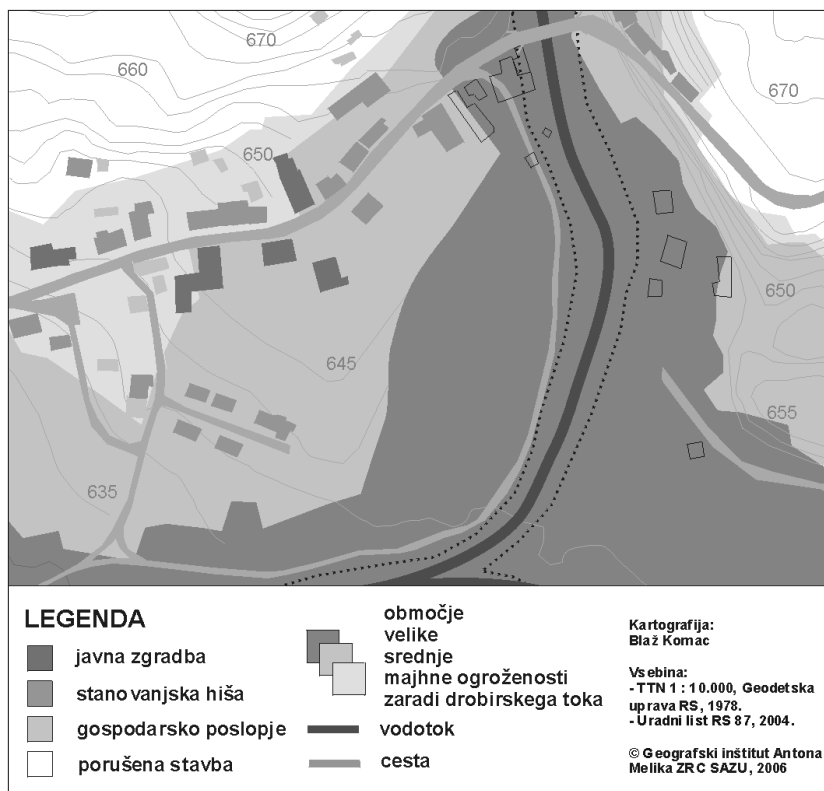 670
660
650
670
650
645
655
635
LEGENDA
javna zgradba
stanovanjska hiša
gospodarsko poslopje
porušena stavba
območje
velike
srednje
majhne ogroženosti
zaradi drobirskega toka
vodotok
cesta
Kartografija:
Blaž Komac
Vsebina:
- TTN 1 : 10.000, Geodetska
uprava RS, 1978.
- Uradni list RS 87, 2004.
© Geografski inštitut Antona
Melika ZRC SAZU, 2006